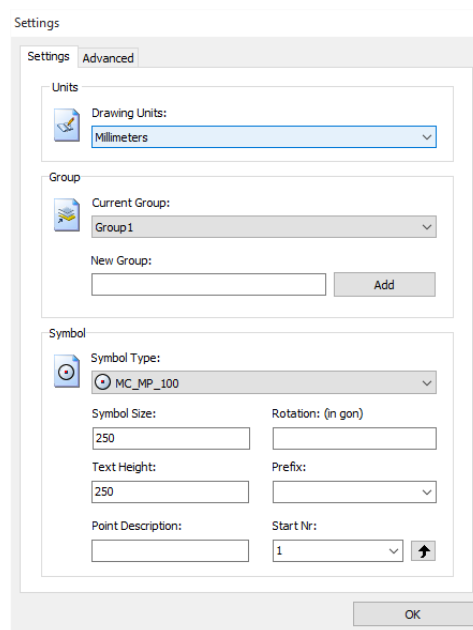 Settings
Settings Advanced
Units
Drawing Units:
Millimeters
Group
Current Group:
Group1
New Group:
Add
Symbol
Symbol Type:
MC_MP_100
Symbol Size: Rotation: (in gon)
250
Text Height: Prefix:
250
Point Description: Start Nr:
1
OK